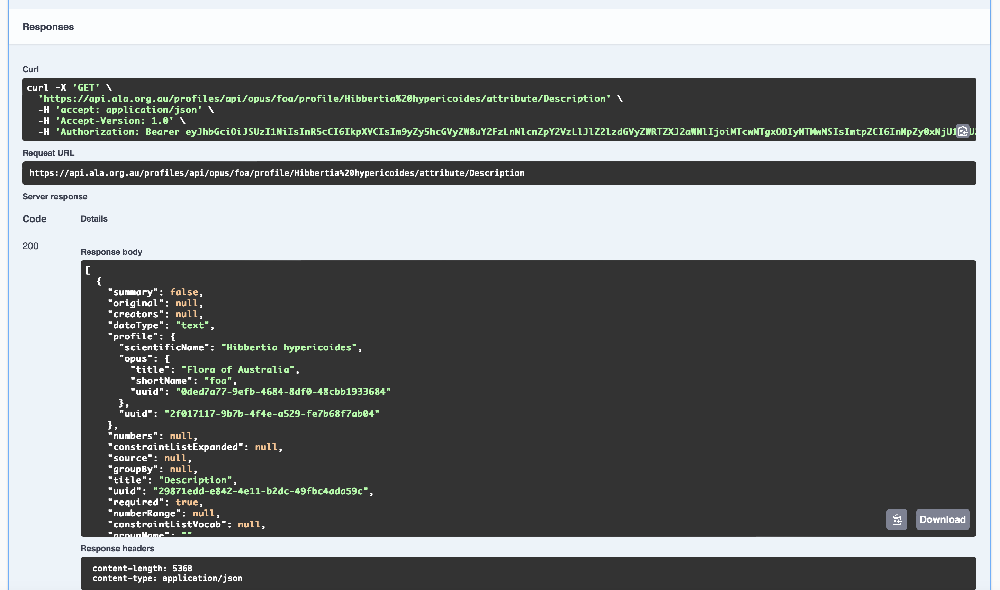 Responses
Curl
curl -X 'GET' \
  'https://api.ala.org.au/profiles/api/opus/foa/profile/Hibbertia%20hypericoides/attribute/Description' \
  -H 'accept: application/json' \
  -H 'Accept-Version: 1.0' \
  -H 'Authorization: Bearer eyJhbGciOiJSUzI1NiIsInR5cCI6IkpXVCIsIm9yZy5hcGVyZW8uY2FzLnNlcnZpY2VzLlJlZ2lzdGVyZWRTZXJ2aWNlIjoiMTcwMTgxODIyNTMwNSIsImtpZCI6InNpZy0xNjU1
Request URL
https://api.ala.org.au/profiles/api/opus/foa/profile/Hibbertia%20hypericoides/attribute/Description
Server response
Code Details
200
Response body
[
  {
    "summary": false,
    "original": null,
    "creators": null,
    "dataType": "text",
    "profile": {
      "scientificName": "Hibbertia hypericoides",
      "opus": {
        "title": "Flora of Australia",
        "shortName": "foa",
        "uuid": "0ded7a77-9efb-4684-8df0-48cbb1933684"
      },
      "uuid": "2f017117-9b7b-4f4e-a529-fe7b68f7ab04"
    },
    "numbers": null,
    "constraintListExpanded": null,
    "source": null,
    "groupBy": null,
    "title": "Description",
    "uuid": "29871edd-e842-4e11-b2dc-49fbc4ada59c",
    "required": true,
    "numberRange": null,
    "constraintListVocab": null,
    "groupName": ""
Download
Response headers
content-length: 5368
content-type: application/json